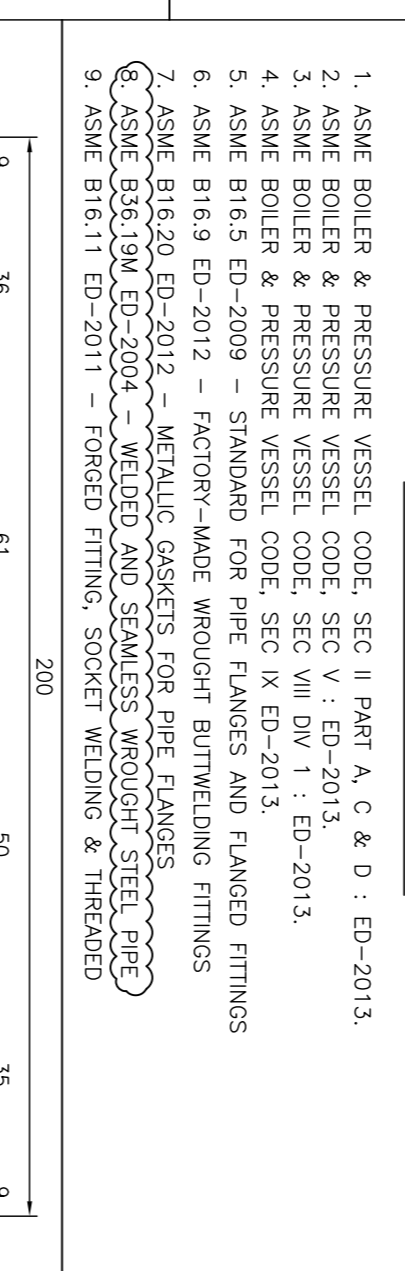 1. ASME BOILER & PRESSURE VESSEL CODE, SEC II PART A, C & D : ED-2013.
2. ASME BOILER & PRESSURE VESSEL CODE, SEC V : ED-2013.
3. ASME BOILER & PRESSURE VESSEL CODE, SEC VIII DIV 1 : ED-2013.
4. ASME BOILER & PRESSURE VESSEL CODE, SEC IX ED-2013.
5. ASME B16.5 ED-2009 - STANDARD FOR PIPE FLANGES AND FLANGED FITTINGS
6. ASME B16.9 ED-2012 - FACTORY-MADE WROUGHT BUTTWELDING FITTINGS
7. ASME B16.20 ED-2012 - METALLIC GASKETS FOR PIPE FLANGES
8. ASME B36.19M ED-2004 - WELDED AND SEAMLESS WROUGHT STEEL PIPE
9. ASME B16.11 ED-2011 - FORGED FITTING, SOCKET WELDING & THREADED
200
9 36 61 50 35 9